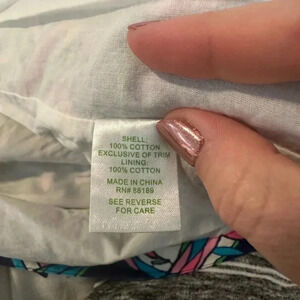 SHELL:
100% COTTON
EXCLUSIVE OF TRIM
LINING:
100% COTTON
MADE IN CHINA
RN# 88189
SEE REVERSE
FOR CARE